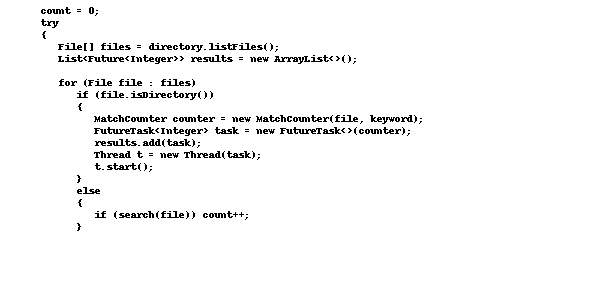 count = 0;
try
{
File[] files = directory.listFiles();
List<Future<Integer>> results = new ArrayList<>();
for (File file : files)
if (file.isDirectory())
{
MatchCounter counter = new MatchCounter(file, keyword);
FutureTask<Integer> task = new FutureTask<>(counter);
results.add(task);
Thread t = new Thread(task);
t.start();
}
else
{
if (search(file)) count++;
}